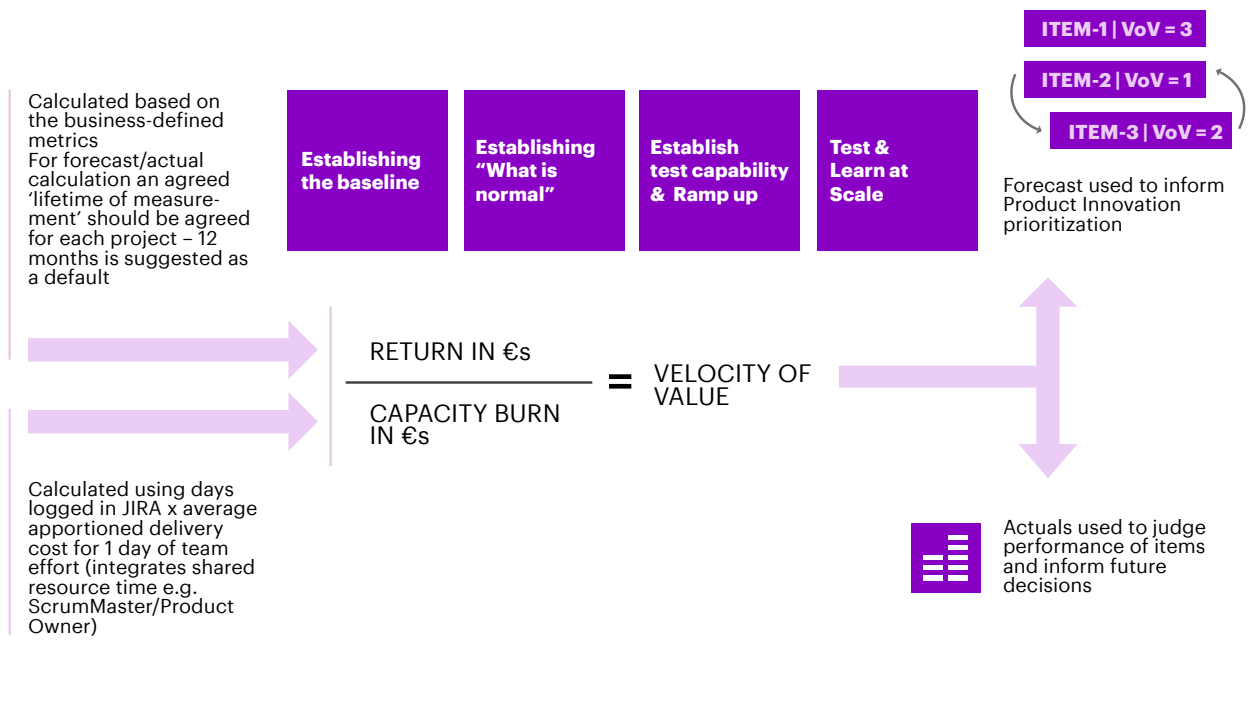 Calculated based on
the business-defined
metrics
For forecast/actual
calculation an agreed
‘lifetime of measure-
ment’ should be agreed
for each project – 12
months is suggested as
a default
Establishing
the baseline
Establishing
“What is
normal”
Establish
test capability
& Ramp up
Test &
Learn at
Scale
ITEM-1 | VoV = 3
ITEM-2 | VoV = 1
ITEM-3 | VoV = 2
Forecast used to inform
Product Innovation
prioritization
RETURN IN €s
CAPACITY BURN
IN €s
=
VELOCITY OF
VALUE
Calculated using days
logged in JIRA x average
apportioned delivery
cost for 1 day of team
effort (integrates shared
resource time e.g.
ScrumMaster/Product
Owner)
Actuals used to judge
performance of items
and inform future
decisions